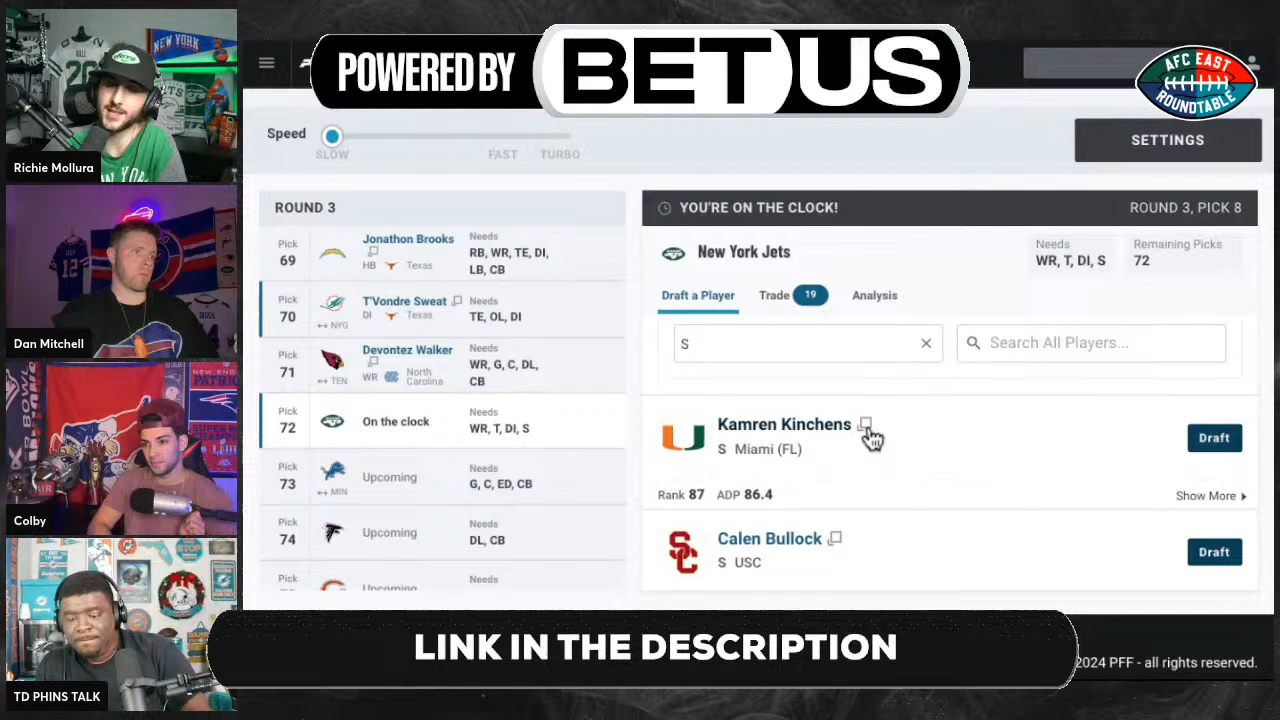 POWERED BY BETUS
AFC EAST
ROUNDTABLE
Speed
SLOW
FAST
TURBO
SETTINGS
ROUND 3
Pick
69
Jonathon Brooks
HB
Texas
Needs
RB, WR, TE, DI,
LB, CB
Pick
70
↔ NYG
T'Vondre Sweat
DI
Texas
Needs
TE, OL, DI
Pick
71
↔ TEN
Devontez Walker
WR
North
Carolina
Needs
WR, G, C, DL,
CB
Pick
72
On the clock
Needs
WR, T, DI, S
Pick
73
↔ MIN
Upcoming
Needs
G, C, ED, CB
Pick
74
Upcoming
Needs
DL, CB
Pick
Upcoming
Needs
YOU'RE ON THE CLOCK!
ROUND 3, PICK 8
New York Jets
Needs
WR, T, DI, S
Remaining Picks
72
Draft a Player
Trade 19
Analysis
S
Search All Players...
Kamren Kinchens
S Miami (FL)
Draft
Rank 87 ADP 86.4
Show More
Calen Bullock
S USC
Draft
2024 PFF - all rights reserved.
LINK IN THE DESCRIPTION
Richie Mollura
NEW YORK
Dan Mitchell
12
Colby
TD PHINS TALK